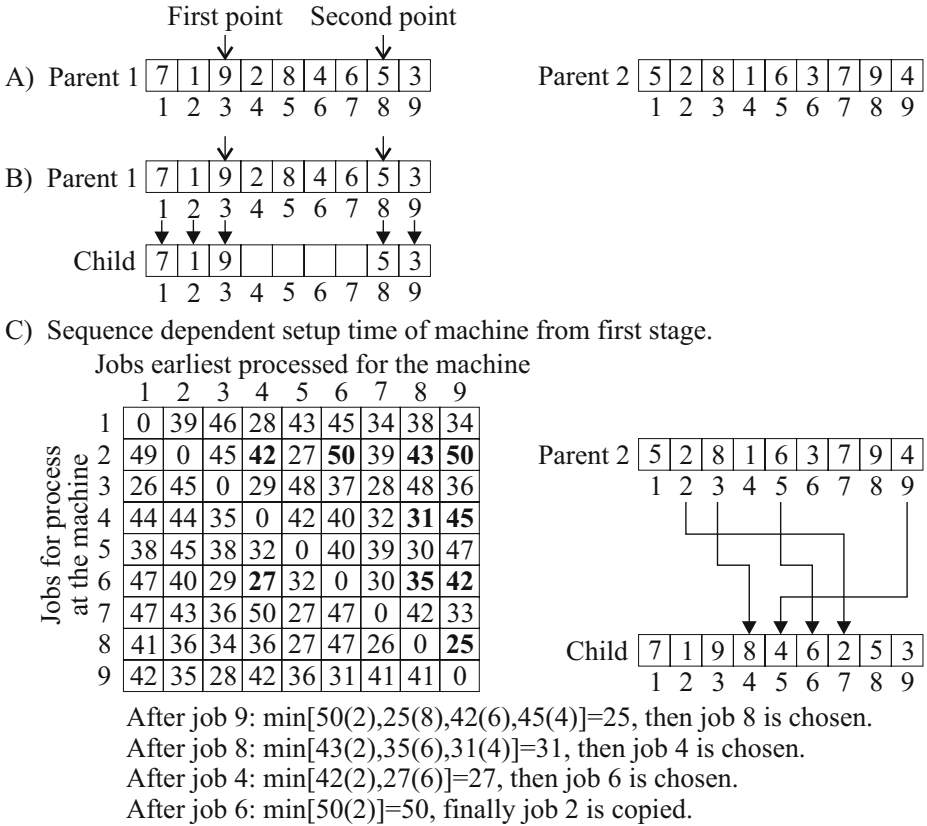 First point Second point
A) Parent 1 7 1 9 2 8 4 6 5 3
1 2 3 4 5 6 7 8 9
Parent 2 5 2 8 1 6 3 7 9 4
1 2 3 4 5 6 7 8 9
B) Parent 1 7 1 9 2 8 4 6 5 3
1 2 3 4 5 6 7 8 9
Child 7 1 9 5 3
1 2 3 4 5 6 7 8 9
C) Sequence dependent setup time of machine from first stage.
Jobs earliest processed for the machine
1 2 3 4 5 6 7 8 9
Jobs for process
at the machine
1 0 39 46 28 43 45 34 38 34
2 49 0 45 42 27 50 39 43 50
3 26 45 0 29 48 37 28 48 36
4 44 44 35 0 42 40 32 31 45
5 38 45 38 32 0 40 39 30 47
6 47 40 29 27 32 0 30 35 42
7 47 43 36 50 27 47 0 42 33
8 41 36 34 36 27 47 26 0 25
9 42 35 28 42 36 31 41 41 0
Parent 2 5 2 8 1 6 3 7 9 4
1 2 3 4 5 6 7 8 9
Child 7 1 9 8 4 6 2 5 3
1 2 3 4 5 6 7 8 9
After job 9: min[50(2),25(8),42(6),45(4)]=25, then job 8 is chosen.
After job 8: min[43(2),35(6),31(4)]=31, then job 4 is chosen.
After job 4: min[42(2),27(6)]=27, then job 6 is chosen.
After job 6: min[50(2)]=50, finally job 2 is copied.